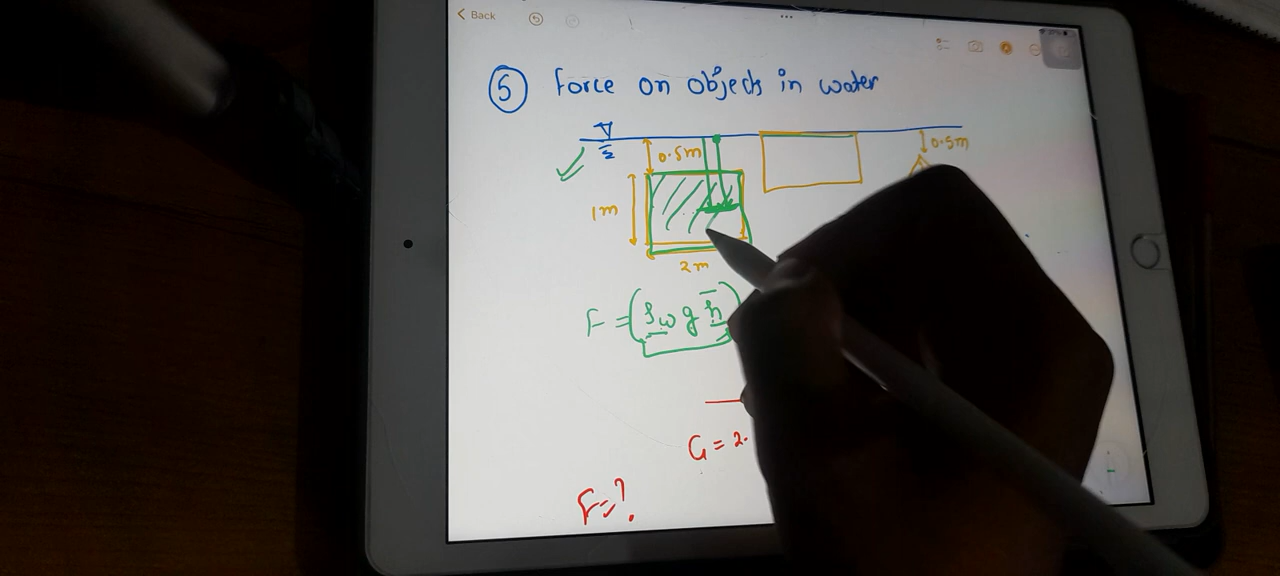 Back
5 Force on objects in water
0.5m
0.5m
1m
2m
F = (ρw g h̄)
G = 2.
F = ?